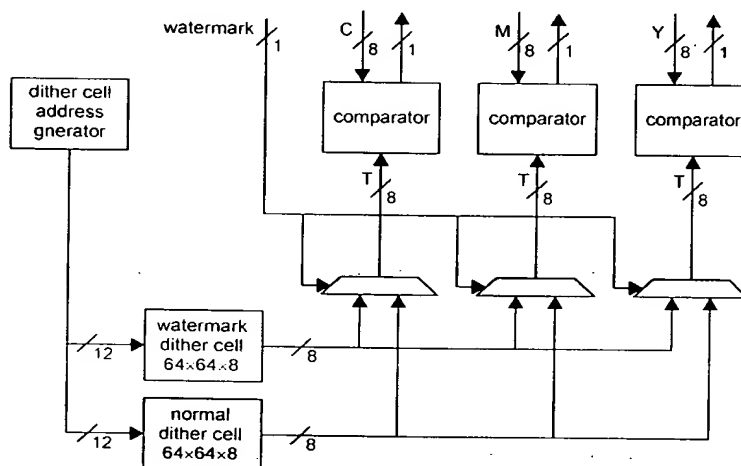 watermark
1
C
8
1
M
8
1
Y
8
1
dither cell
address
gnerator
comparator
comparator
comparator
T
8
T
8
T
8
12
watermark
dither cell
64×64×8
8
12
normal
dither cell
64×64×8
8